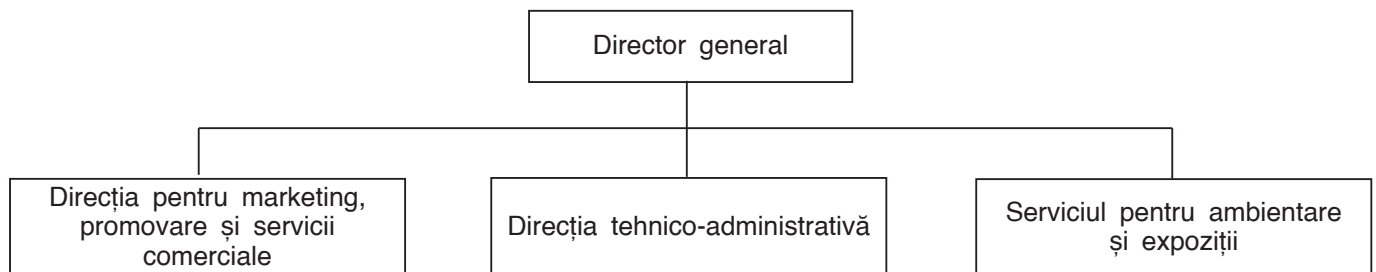 Director general
Direcția pentru marketing,
promovare și servicii
comerciale
Direcția tehnico-administrativă
Serviciul pentru ambientare
și expoziții